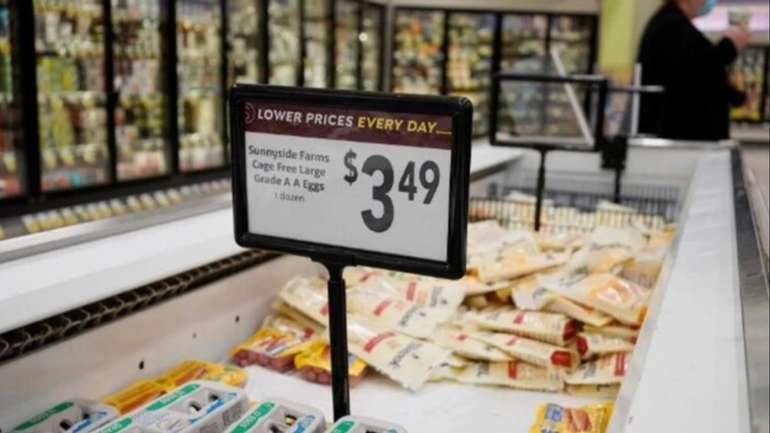 LOWER PRICES EVERY DAY
Sunnyside Farms
Cage Free Large
Grade A A Eggs
1 dozen
$3.49